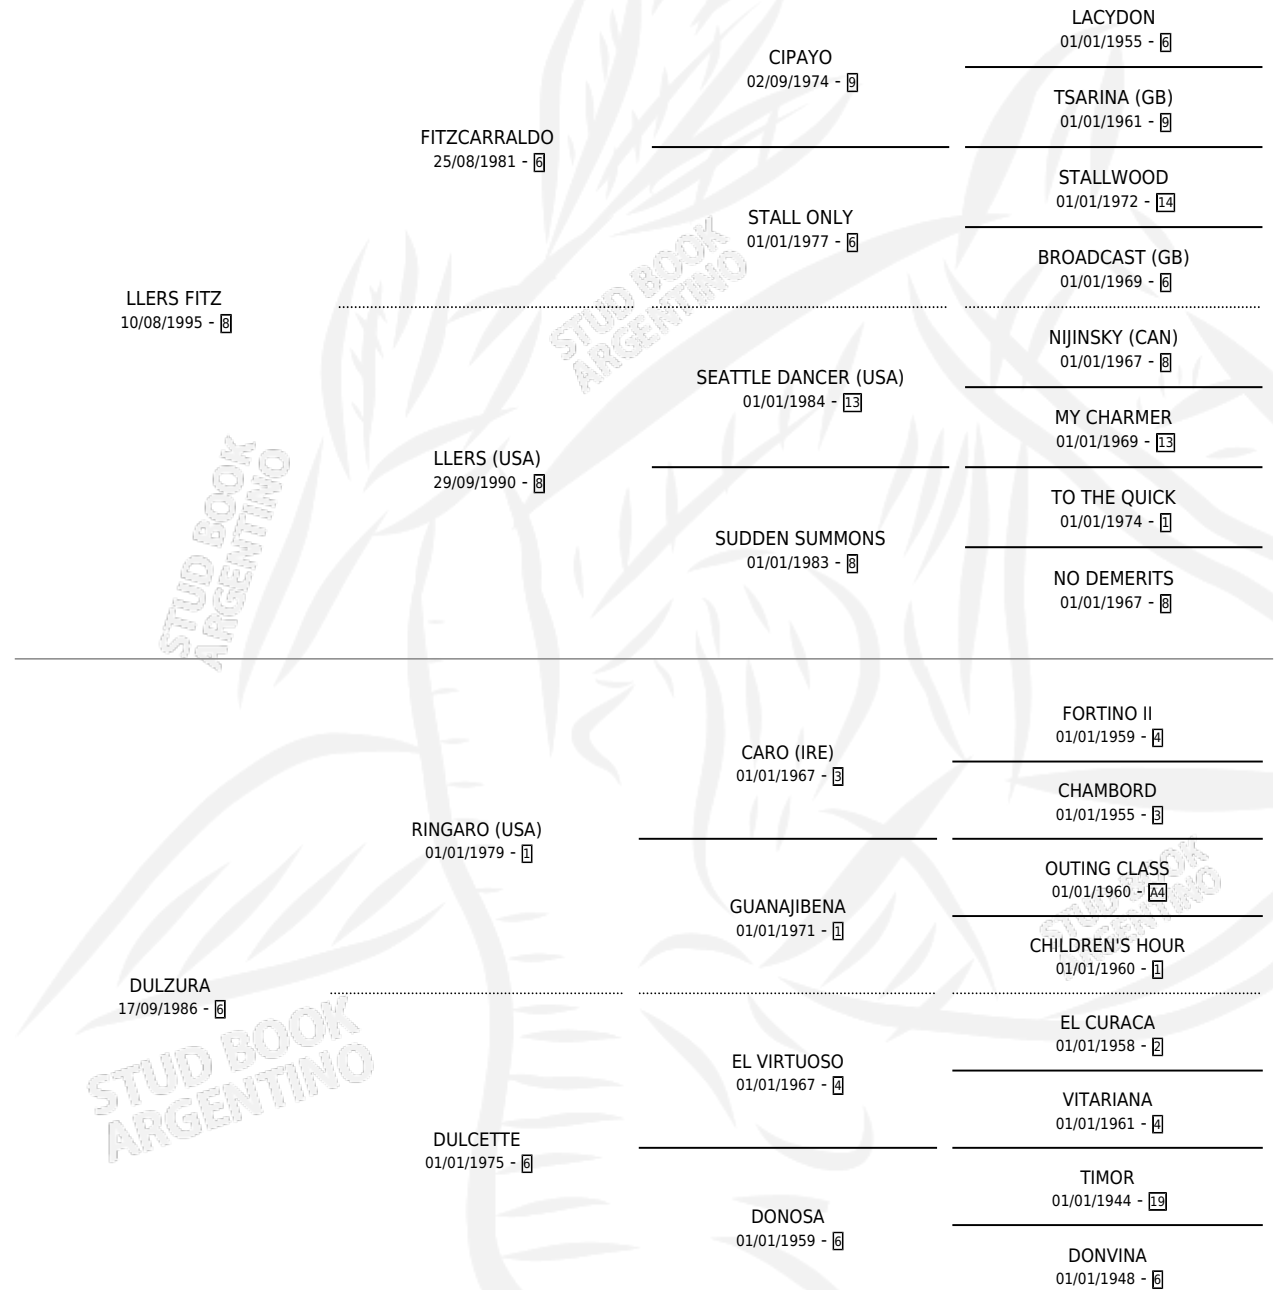 LACYDON
01/01/1955 - 6
CIPAYO
02/09/1974 - 9
TSARINA (GB)
01/01/1961 - 9
FITZCARRALDO
25/08/1981 - 6
STALLWOOD
01/01/1972 - 14
STALL ONLY
01/01/1977 - 6
BROADCAST (GB)
01/01/1969 - 6
LLERS FITZ
10/08/1995 - 8
NIJINSKY (CAN)
01/01/1967 - 8
SEATTLE DANCER (USA)
01/01/1984 - 13
MY CHARMER
01/01/1969 - 13
LLERS (USA)
29/09/1990 - 8
TO THE QUICK
01/01/1974 - 1
SUDDEN SUMMONS
01/01/1983 - 8
NO DEMERITS
01/01/1967 - 8
STUD BOOK
ARGENTINO
STUD BOOK
ARGENTINO
FORTINO II
01/01/1959 - 4
CARO (IRE)
01/01/1967 - 3
CHAMBORD
01/01/1955 - 3
RINGARO (USA)
01/01/1979 - 1
OUTING CLASS
01/01/1960 - A4
GUANAJIBENA
01/01/1971 - 1
CHILDREN'S HOUR
01/01/1960 - 1
DULZURA
17/09/1986 - 6
EL CURACA
01/01/1958 - 2
EL VIRTUOSO
01/01/1967 - 4
VITARIANA
01/01/1961 - 4
DULCETTE
01/01/1975 - 6
TIMOR
01/01/1944 - 19
DONOSA
01/01/1959 - 6
DONVINA
01/01/1948 - 6
STUD BOOK
ARGENTINO
STUD BOOK
ARGENTINO